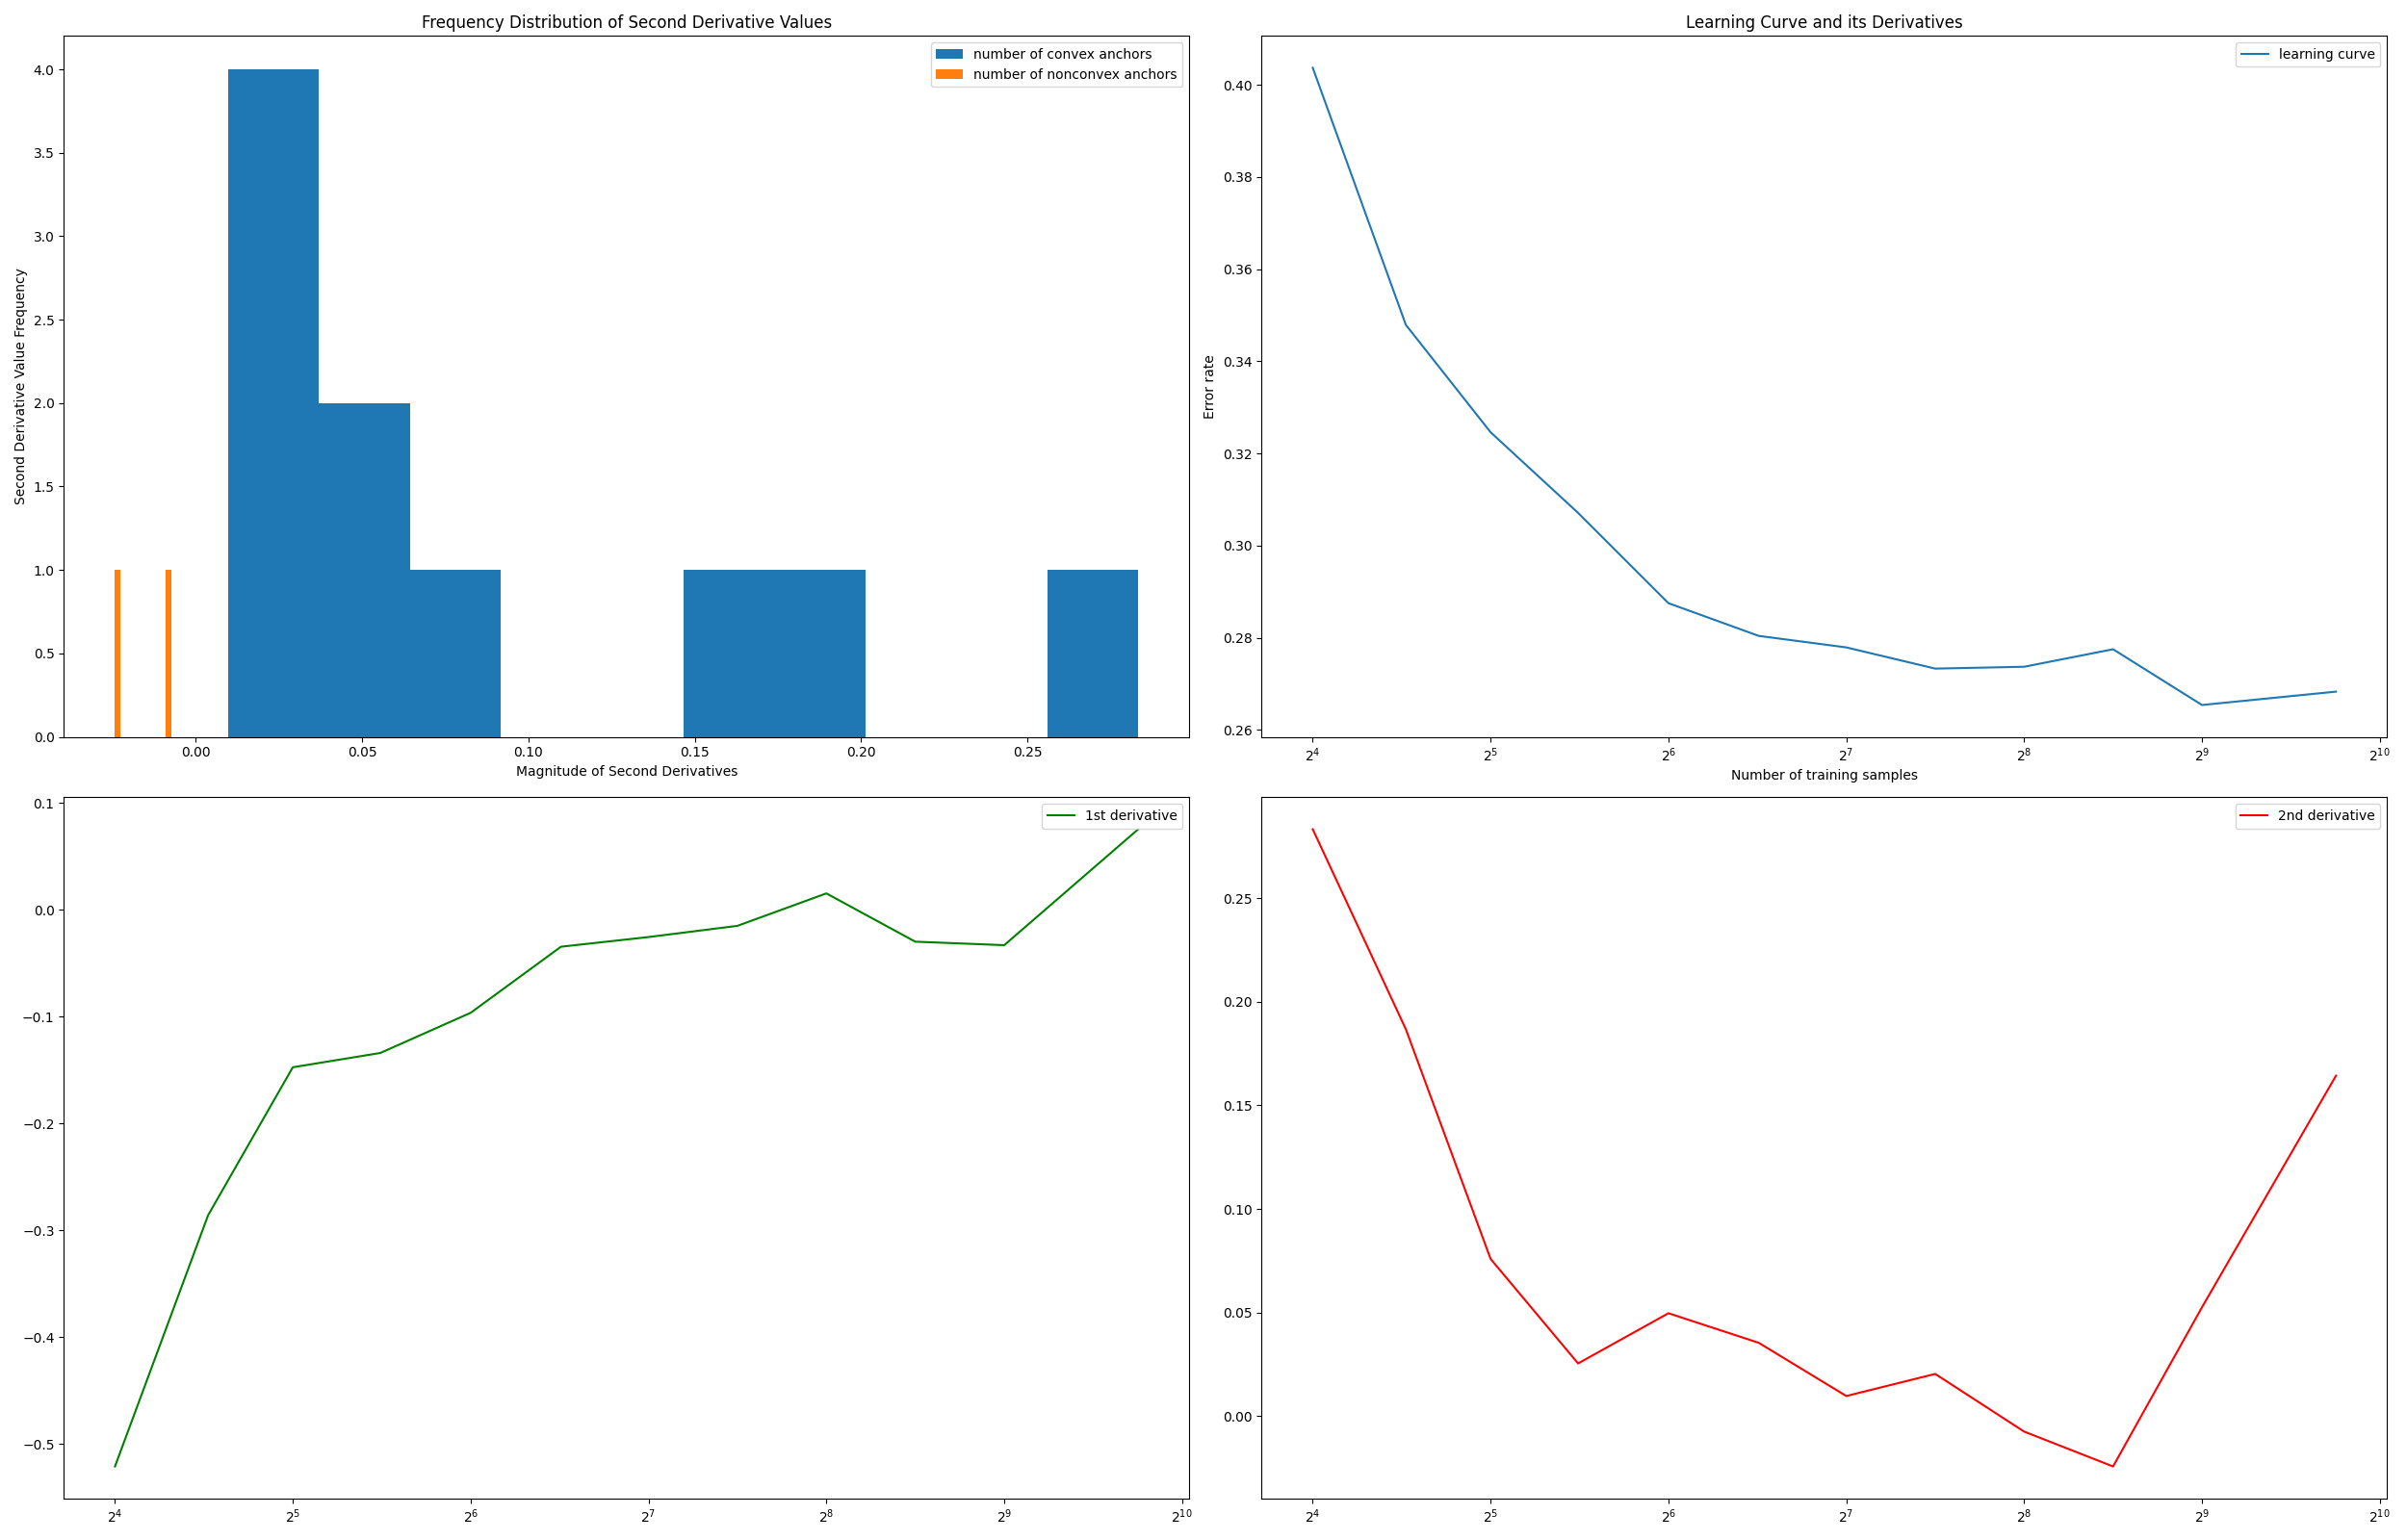 Frequency Distribution of Second Derivative Values
number of convex anchors
number of nonconvex anchors
Second Derivative Value Frequency
4.0
3.5
3.0
2.5
2.0
1.5
1.0
0.5
0.0
0.00 0.05 0.10 0.15 0.20 0.25
Magnitude of Second Derivatives
Learning Curve and its Derivatives
learning curve
Error rate
0.40
0.38
0.36
0.34
0.32
0.30
0.28
0.26
2^4 2^5 2^6 2^7 2^8 2^9 2^10
Number of training samples
1st derivative
0.1
0.0
−0.1
−0.2
−0.3
−0.4
−0.5
2^4 2^5 2^6 2^7 2^8 2^9 2^10
2nd derivative
0.25
0.20
0.15
0.10
0.05
0.00
2^4 2^5 2^6 2^7 2^8 2^9 2^10